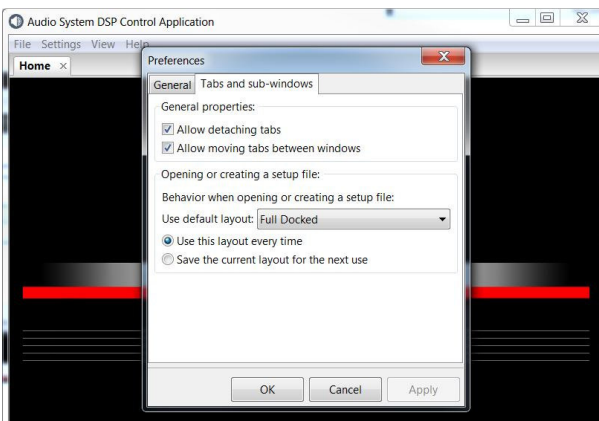 Audio System DSP Control Application
File Settings View Help
Home
Preferences
General Tabs and sub-windows
General properties:
Allow detaching tabs
Allow moving tabs between windows
Opening or creating a setup file:
Behavior when opening or creating a setup file:
Use default layout: Full Docked
Use this layout every time
Save the current layout for the next use
OK Cancel Apply